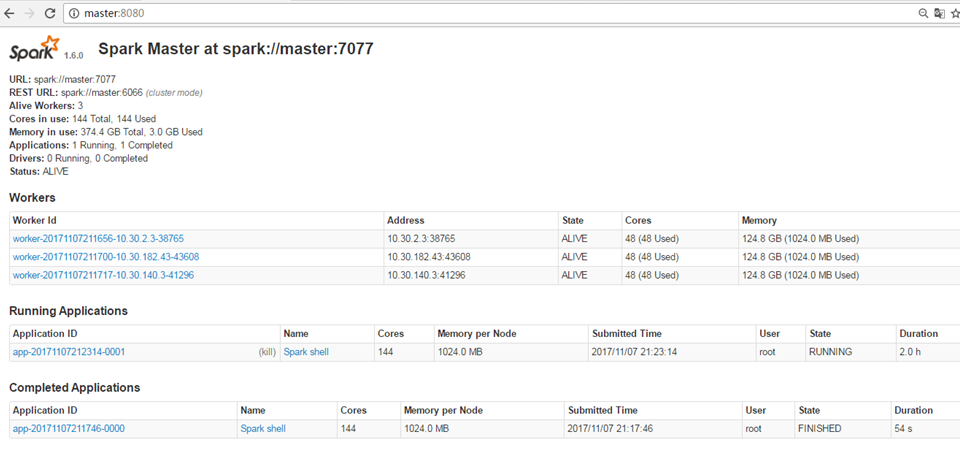 master:8080
Spark 1.6.0 Spark Master at spark://master:7077
URL: spark://master:7077
REST URL: spark://master:6066 (cluster mode)
Alive Workers: 3
Cores in use: 144 Total, 144 Used
Memory in use: 374.4 GB Total, 3.0 GB Used
Applications: 1 Running, 1 Completed
Drivers: 0 Running, 0 Completed
Status: ALIVE
Workers
Worker Id Address State Cores Memory
worker-20171107211656-10.30.2.3-38765 10.30.2.3:38765 ALIVE 48 (48 Used) 124.8 GB (1024.0 MB Used)
worker-20171107211700-10.30.182.43-43608 10.30.182.43:43608 ALIVE 48 (48 Used) 124.8 GB (1024.0 MB Used)
worker-20171107211717-10.30.140.3-41296 10.30.140.3:41296 ALIVE 48 (48 Used) 124.8 GB (1024.0 MB Used)
Running Applications
Application ID Name Cores Memory per Node Submitted Time User State Duration
app-20171107212314-0001 (kill) Spark shell 144 1024.0 MB 2017/11/07 21:23:14 root RUNNING 2.0 h
Completed Applications
Application ID Name Cores Memory per Node Submitted Time User State Duration
app-20171107211746-0000 Spark shell 144 1024.0 MB 2017/11/07 21:17:46 root FINISHED 54 s